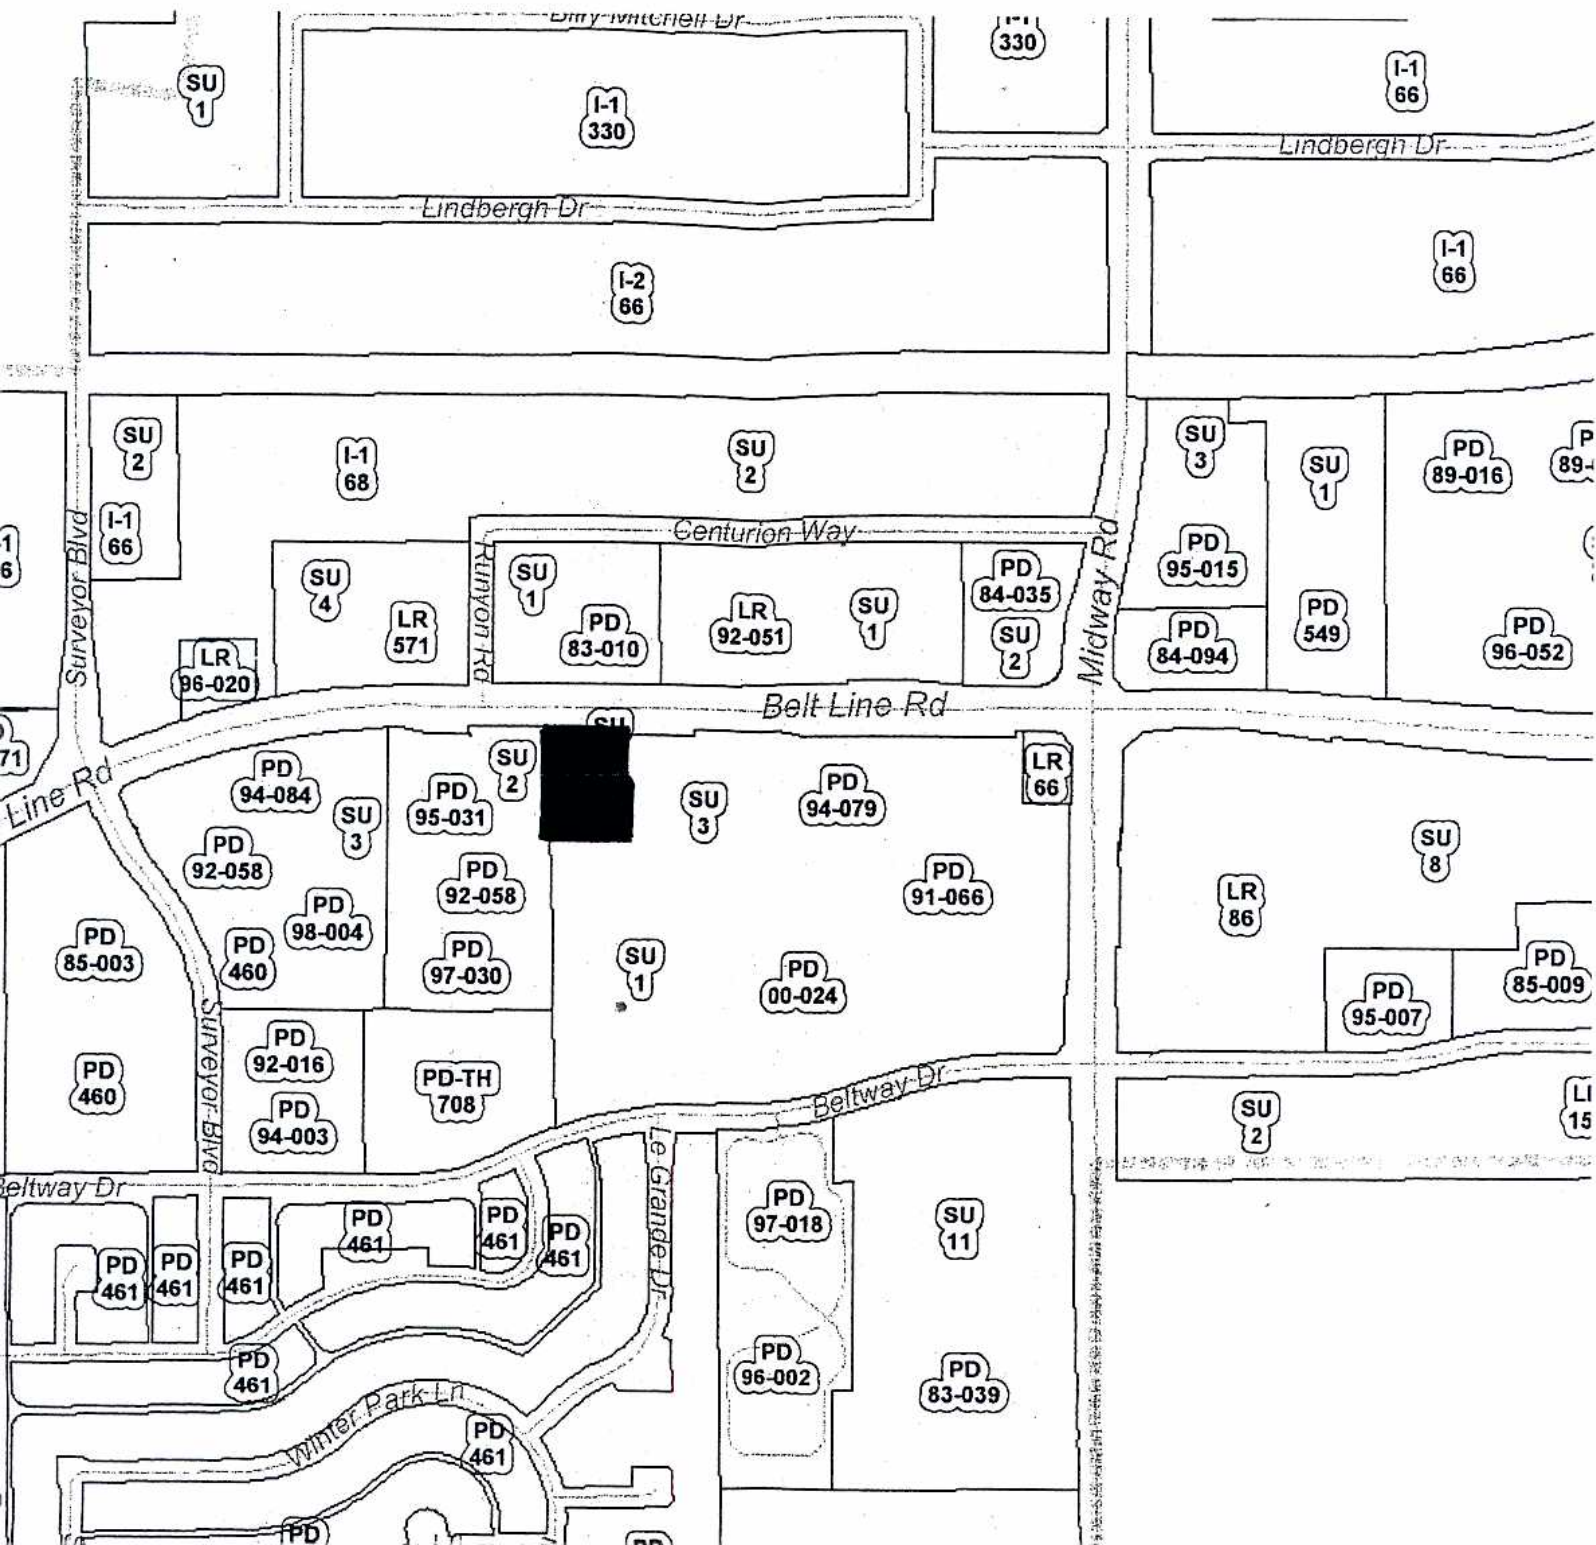 Billy Mitchell Dr
I-1
330
SU
1
I-1
66
I-1
330
Lindbergh Dr
Lindbergh Dr
I-2
66
I-1
66
SU
2
I-1
68
SU
2
SU
3
SU
1
PD
89-016
I-1
66
Surveyor Blvd
Centurion Way
Runyon Rd
Midway Rd
PD
95-015
SU
4
LR
571
SU
1
PD
83-010
LR
92-051
SU
1
PD
84-035
SU
2
PD
84-094
PD
549
PD
96-052
LR
96-020
Belt Line Rd
SU
71
Line Rd
PD
94-084
SU
3
PD
95-031
SU
2
SU
3
PD
94-079
LR
66
PD
92-058
PD
92-058
PD
91-066
SU
8
LR
86
PD
98-004
PD
85-003
PD
460
PD
97-030
SU
1
PD
00-024
PD
85-009
PD
95-007
Surveyor Blvd
PD
92-016
PD
460
PD-TH
708
PD
94-003
Beltway Dr
SU
2
15
Beltway Dr
Le Grande Dr
PD
461
PD
461
PD
461
PD
461
PD
461
PD
461
PD
97-018
SU
11
PD
461
PD
96-002
PD
83-039
Winter Park Ln
PD
461
PD
PD